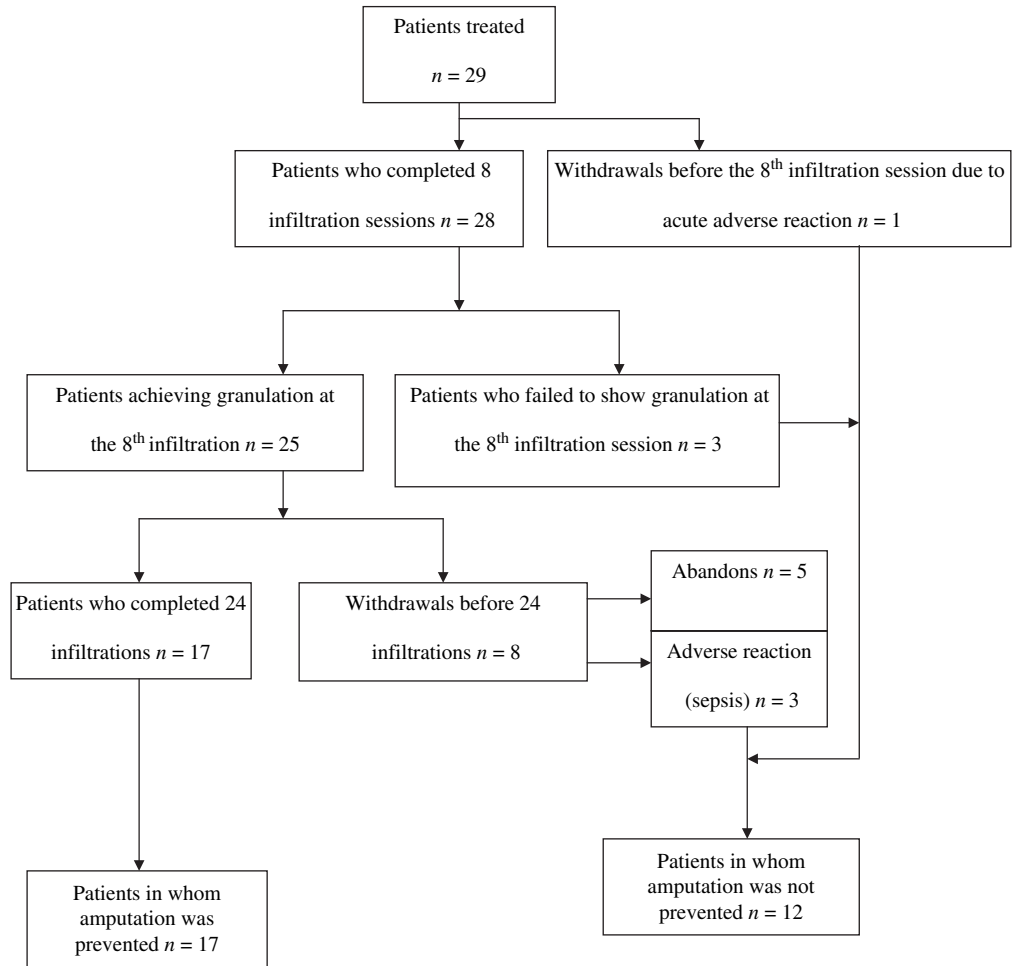 Patients treated
n = 29
Patients who completed 8
infiltration sessions n = 28
Withdrawals before the 8th infiltration session due to
acute adverse reaction n = 1
Patients achieving granulation at
the 8th infiltration n = 25
Patients who failed to show granulation at
the 8th infiltration session n = 3
Patients who completed 24
infiltrations n = 17
Withdrawals before 24
infiltrations n = 8
Abandons n = 5
Adverse reaction
(sepsis) n = 3
Patients in whom
amputation was
prevented n = 17
Patients in whom
amputation was not
prevented n = 12